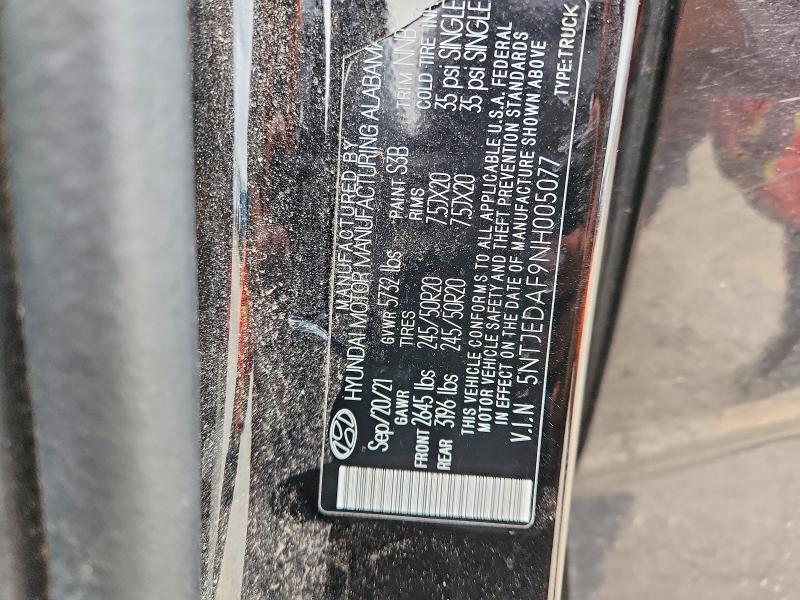 MANUFACTURED BY
HYUNDAI MOTOR MANUFACTURING ALABAMA
Sep/20/21 GVWR 5732 lbs PAINT S3B TRIM NNB
GAWR TIRES RIMS COLD TIRE
FRONT 2645 lbs 245/50R20 7.5JX20 35 psi SINGLE
REAR 3196 lbs 245/50R20 7.5JX20 35 psi SINGLE
THIS VEHICLE CONFORMS TO ALL APPLICABLE U.S.A. FEDERAL
MOTOR VEHICLE SAFETY AND THEFT PREVENTION STANDARDS
IN EFFECT ON THE DATE OF MANUFACTURE SHOWN ABOVE
V.I.N 5NTJEDAF9NH005077 TYPE:TRUCK